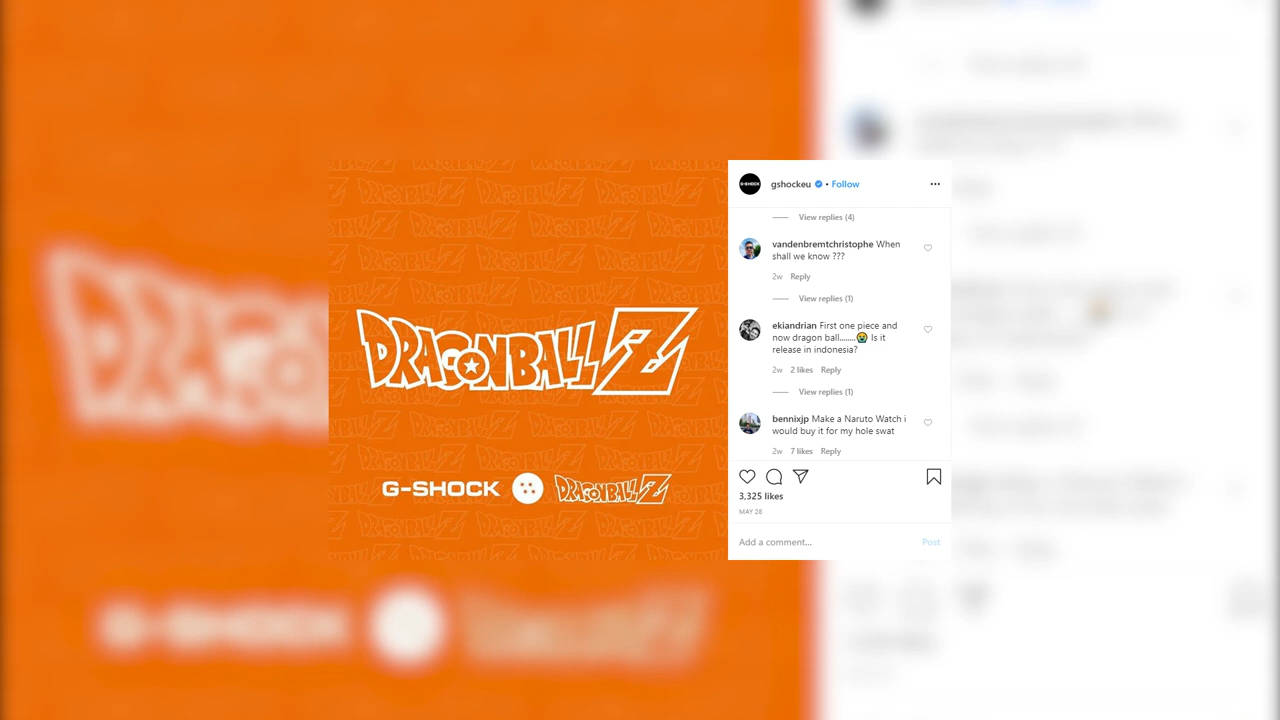 DRAGONBALL Z
G-SHOCK DRAGONBALL Z
G-SHOCK
gshockeu • Follow
View replies (4)
vandenbremtchristophe When
shall we know ???
2w Reply
View replies (1)
ekiandrian First one piece and
now dragon ball........😭 Is it
release in indonesia?
2w 2 likes Reply
View replies (1)
bennixjp Make a Naruto Watch i
would buy it for my hole swat
2w 7 likes Reply
3,325 likes
MAY 28
Add a comment... Post